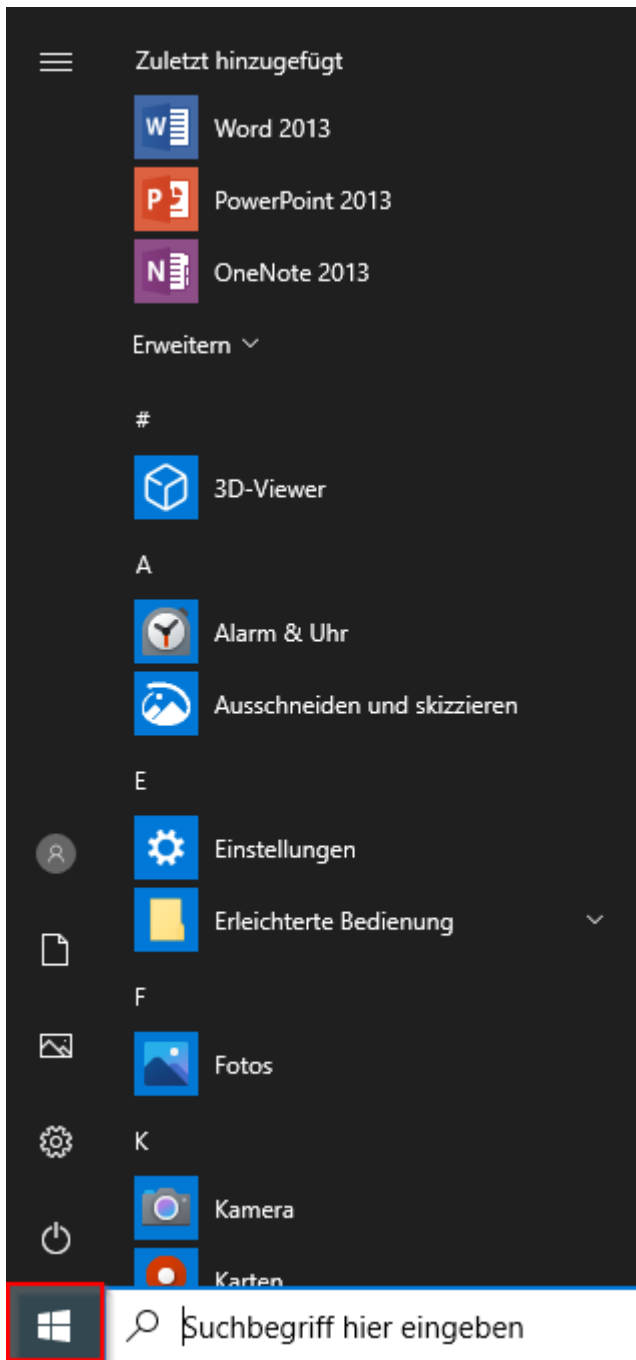 Zuletzt hinzugefügt
Word 2013
PowerPoint 2013
OneNote 2013
Erweitern
#
3D-Viewer
A
Alarm & Uhr
Ausschneiden und skizzieren
E
Einstellungen
Erleichterte Bedienung
F
Fotos
K
Kamera
Karten
Suchbegriff hier eingeben